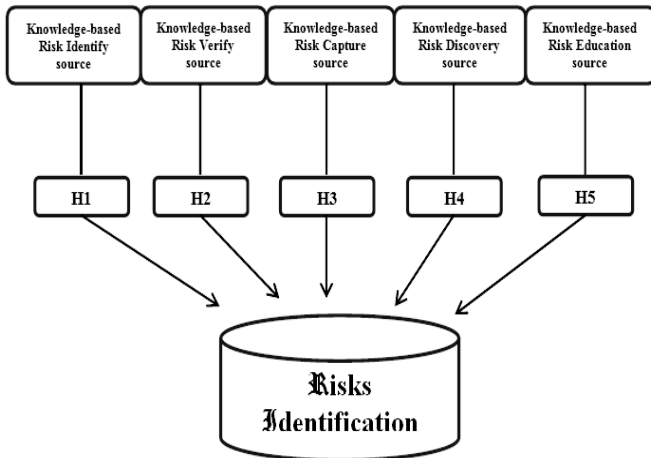 Knowledge-based
Risk Identify
source
Knowledge-based
Risk Verify
source
Knowledge-based
Risk Capture
source
Knowledge-based
Risk Discovery
source
Knowledge-based
Risk Education
source
H1
H2
H3
H4
H5
Risks
Identification